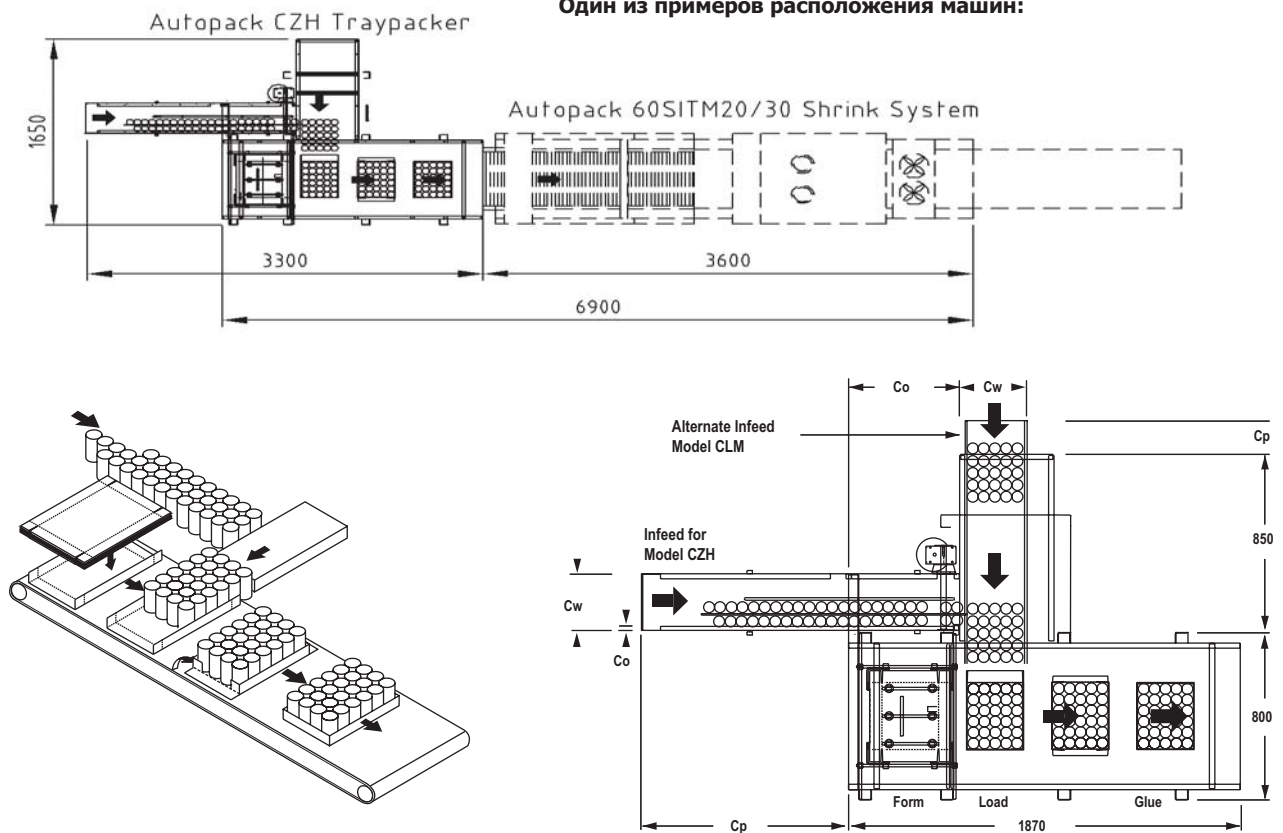 Один из примеров расположения машин:
Autopack CZH Traypacker
Autopack 60SITM20/30 Shrink System
1650
3300
3600
6900
Co
Cw
Alternate Infeed
Model CLM
Cp
Infeed for
Model CZH
850
Cw
Co
800
Form
Load
Glue
Cp
1870